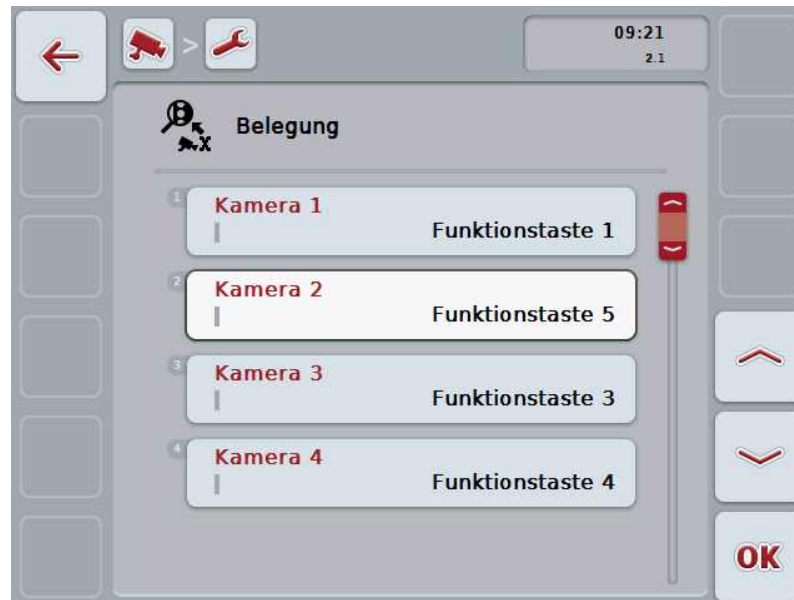 09:21
2.1
Belegung
1
Kamera 1
Funktionstaste 1
2
Kamera 2
Funktionstaste 5
3
Kamera 3
Funktionstaste 3
4
Kamera 4
Funktionstaste 4
OK